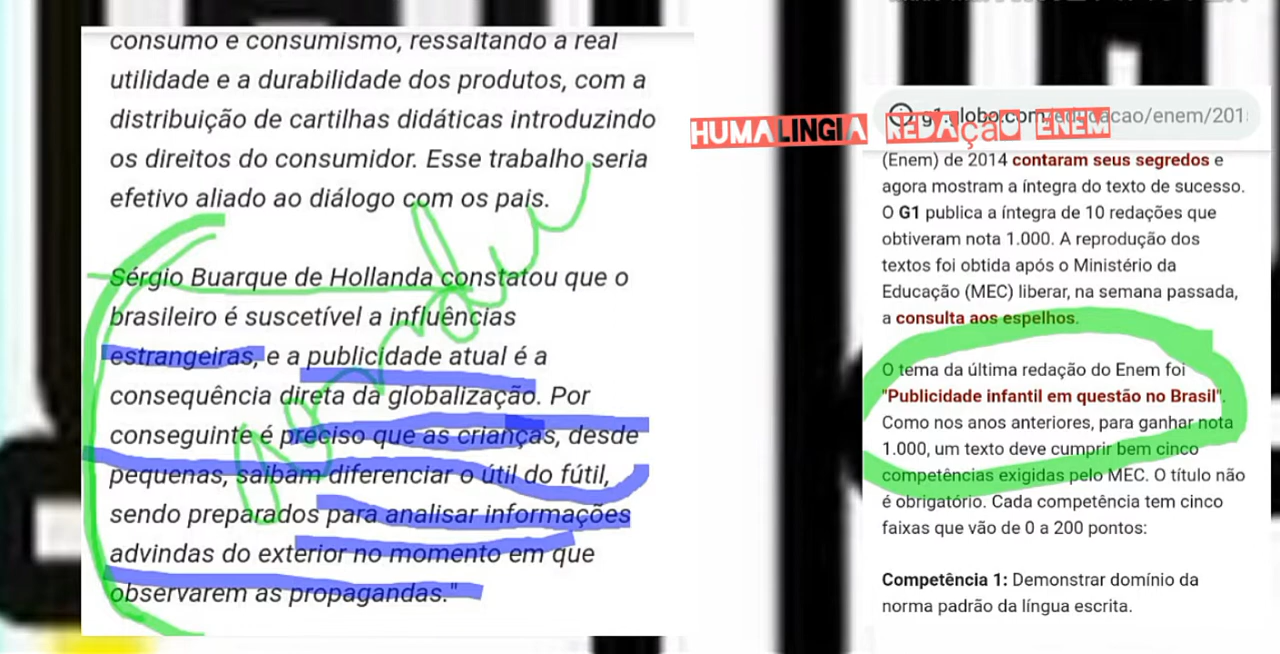 consumo e consumismo, ressaltando a real
utilidade e a durabilidade dos produtos, com a
distribuição de cartilhas didáticas introduzindo
os direitos do consumidor. Esse trabalho seria
efetivo aliado ao diálogo com os pais.
Sérgio Buarque de Hollanda constatou que o
brasileiro é suscetível a influências
estrangeiras, e a publicidade atual é a
consequência direta da globalização. Por
conseguinte é preciso que as crianças, desde
pequenas, saibam diferenciar o útil do fútil,
sendo preparados para analisar informações
advindas do exterior no momento em que
observarem as propagandas."
HUMALINGIA REDAÇÃO ENEM
g1.globo.com/educacao/enem/201
(Enem) de 2014 contaram seus segredos e
agora mostram a íntegra do texto de sucesso.
O G1 publica a íntegra de 10 redações que
obtiveram nota 1.000. A reprodução dos
textos foi obtida após o Ministério da
Educação (MEC) liberar, na semana passada,
a consulta aos espelhos.
O tema da última redação do Enem foi
"Publicidade infantil em questão no Brasil".
Como nos anos anteriores, para ganhar nota
1.000, um texto deve cumprir bem cinco
competências exigidas pelo MEC. O título não
é obrigatório. Cada competência tem cinco
faixas que vão de 0 a 200 pontos:
Competência 1: Demonstrar domínio da
norma padrão da língua escrita.